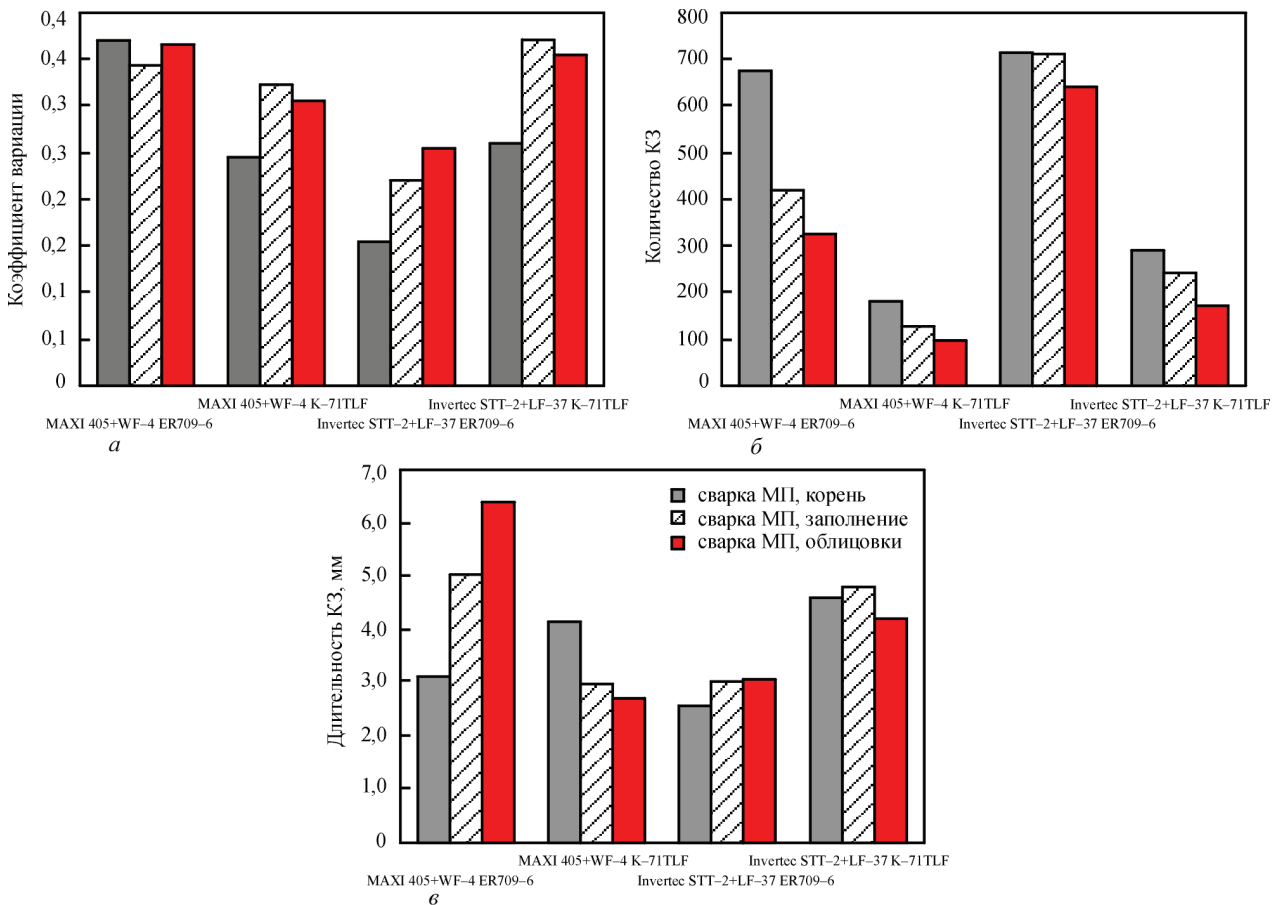 Коэффициент вариации
0,4
0,4
0,3
0,3
0,2
0,2
0,1
0,1
0
MAXI 405+WF–4 K–71TLF
Invertec STT–2+LF–37 K–71TLF
MAXI 405+WF–4 ER709–6
Invertec STT–2+LF–37 ER709–6
а
Количество КЗ
800
700
600
500
400
300
200
100
0
MAXI 405+WF–4 K–71TLF
Invertec STT–2+LF–37 K–71TLF
MAXI 405+WF–4 ER709–6
Invertec STT–2+LF–37 ER709–6
б
Длительность КЗ, мм
7,0
6,0
5,0
4,0
3,0
2,0
1,0
0
сварка МП, корень
сварка МП, заполнение
сварка МП, облицовки
MAXI 405+WF–4 K–71TLF
Invertec STT–2+LF–37 K–71TLF
MAXI 405+WF–4 ER709–6
Invertec STT–2+LF–37 ER709–6
в